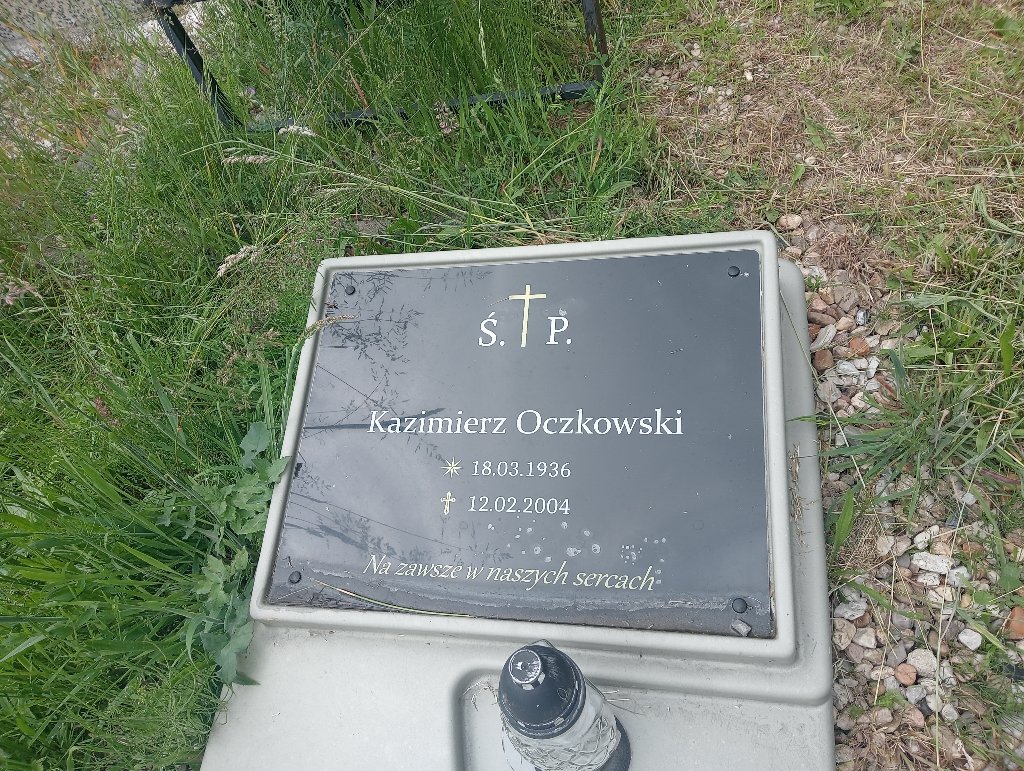 Ś. P.
Kazimierz Oczkowski
18.03.1936
12.02.2004
Na zawsze w naszych sercach